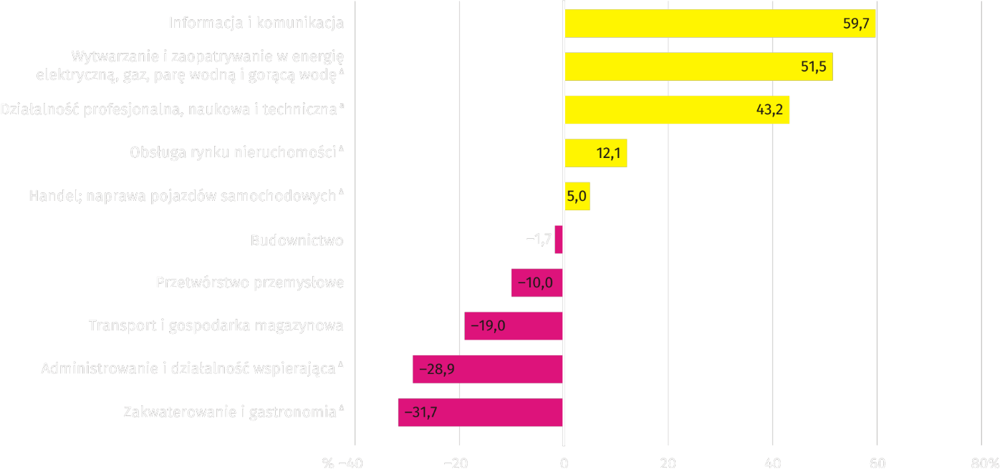 Informacja i komunikacja 59,7
Wytwarzanie i zaopatrywanie w energię
elektryczną, gaz, parę wodną i gorącą wodę∆ 51,5
Działalność profesjonalna, naukowa i techniczna 43,2
Obsługa rynku nieruchomości∆ 12,1
Handel; naprawa pojazdów samochodowych∆ 5,0
Budownictwo −1,7
Przetwórstwo przemysłowe −10,0
Transport i gospodarka magazynowa −19,0
Administrowanie i działalność wspierająca∆ −28,9
Zakwaterowanie i gastronomia∆ −31,7
% −40 −20 0 20 40 60 80%